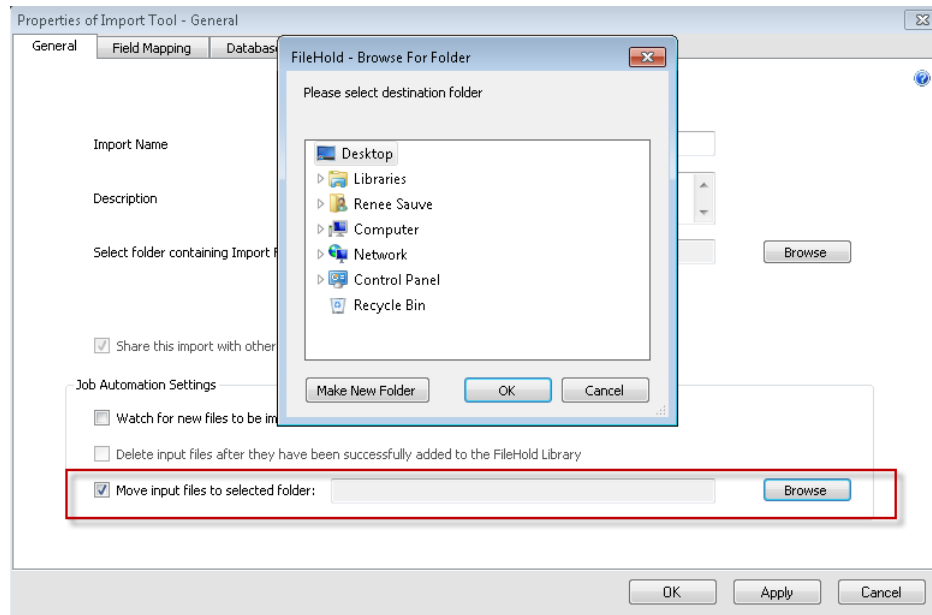 Properties of Import Tool - General
General Field Mapping
FileHold - Browse For Folder
Please select destination folder
Import Name
Desktop
Libraries
Description
Renee Sauve
Computer
Select folder containing Import
Browse
Network
Control Panel
Recycle Bin
Share this import with other
Make New Folder OK Cancel
Job Automation Settings
Watch for new files to be
Delete input files after they have been successfully added to the FileHold Library
Move input files to selected folder: Browse
OK Apply Cancel